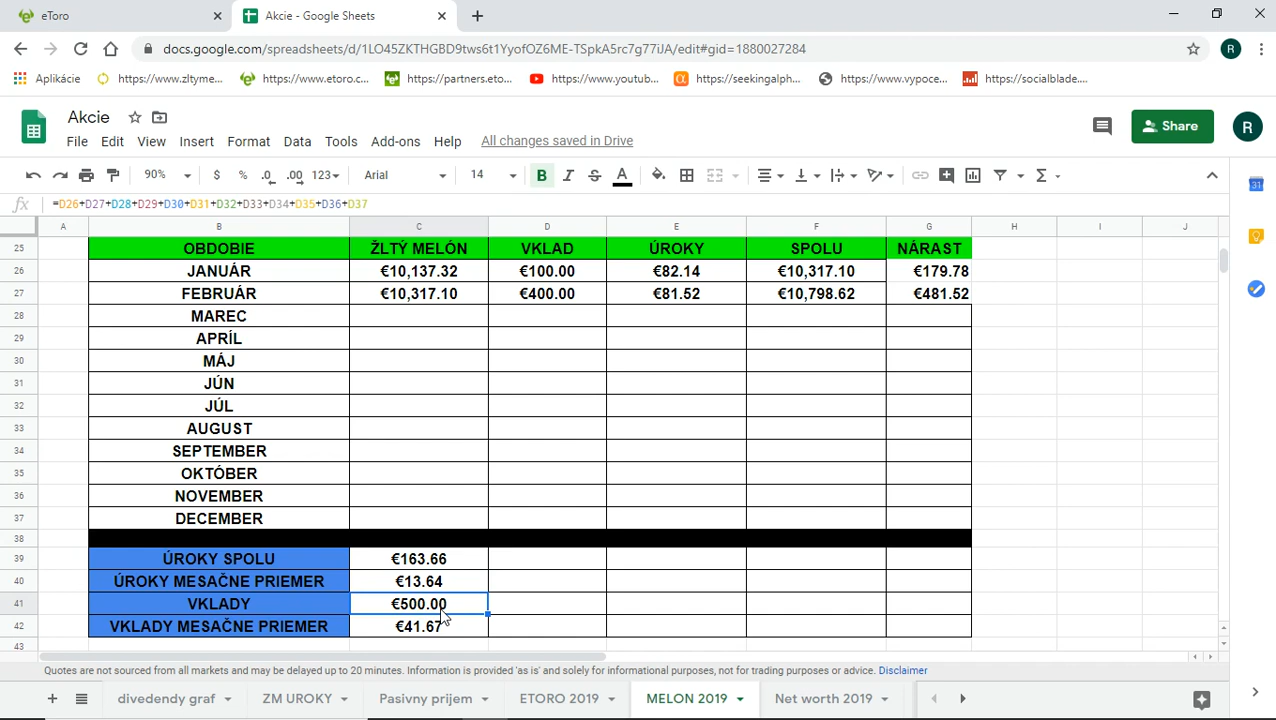 eToro
Akcie - Google Sheets
docs.google.com/spreadsheets/d/1LO45ZKTHGBD9tws6t1YyofOZ6ME-TSpkA5rc7g77iJA/edit#gid=1880027284
R
Aplikácie https://www.zltyme... https://www.etoro.c... https://partners.eto... https://www.youtub... https://seekingalph... https://www.vypoce... https://socialblade....
Akcie
File Edit View Insert Format Data Tools Add-ons Help All changes saved in Drive
Share R
90% $ % .0 .00 123 Arial 14 B I S A
fx =D26+D27+D28+D29+D30+D31+D32+D33+D34+D35+D36+D37
A B C D E F G H I J
25 OBDOBIE ŽLTÝ MELÓN VKLAD ÚROKY SPOLU NÁRAST
26 JANUÁR €10,137.32 €100.00 €82.14 €10,317.10 €179.78
27 FEBRUÁR €10,317.10 €400.00 €81.52 €10,798.62 €481.52
28 MAREC
29 APRÍL
30 MÁJ
31 JÚN
32 JÚL
33 AUGUST
34 SEPTEMBER
35 OKTÓBER
36 NOVEMBER
37 DECEMBER
38
39 ÚROKY SPOLU €163.66
40 ÚROKY MESAČNE PRIEMER €13.64
41 VKLADY €500.00
42 VKLADY MESAČNE PRIEMER €41.67
43
Quotes are not sourced from all markets and may be delayed up to 20 minutes. Information is provided 'as is' and solely for informational purposes, not for trading purposes or advice. Disclaimer
divedendy graf ZM UROKY Pasivny prijem ETORO 2019 MELON 2019 Net worth 2019